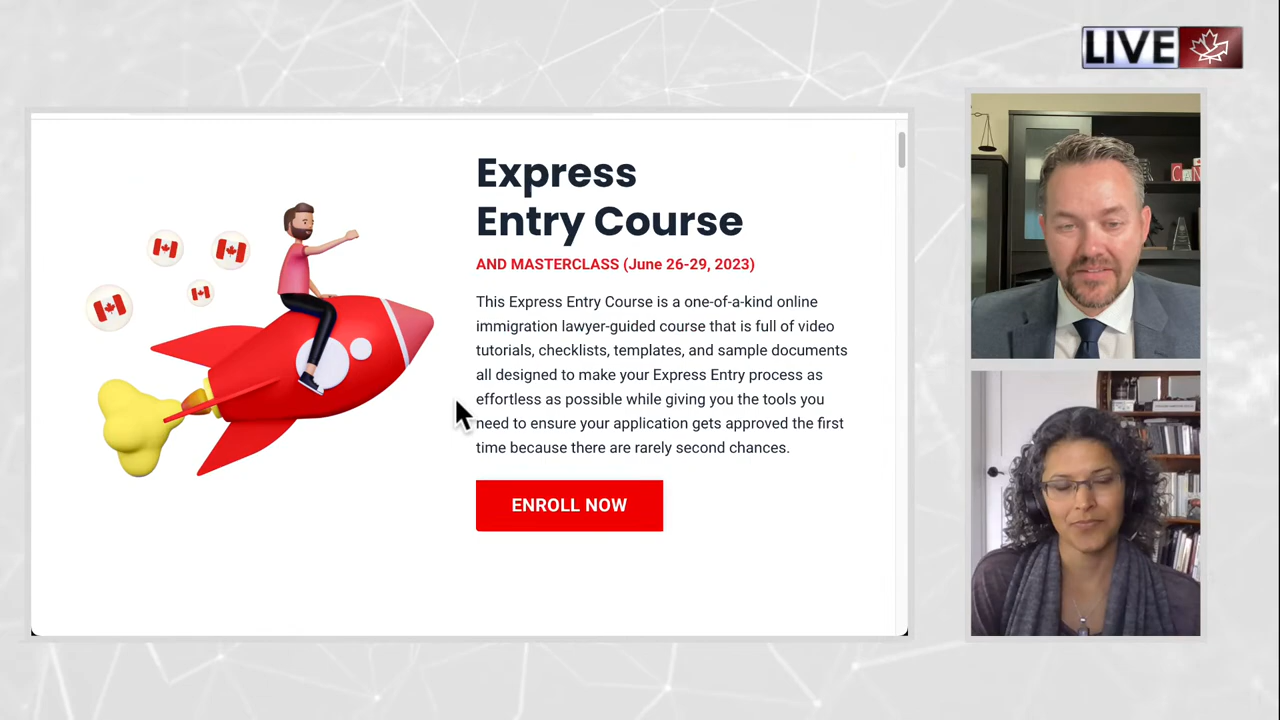 LIVE
Express
Entry Course
AND MASTERCLASS (June 26-29, 2023)
This Express Entry Course is a one-of-a-kind online
immigration lawyer-guided course that is full of video
tutorials, checklists, templates, and sample documents
all designed to make your Express Entry process as
effortless as possible while giving you the tools you
need to ensure your application gets approved the first
time because there are rarely second chances.
ENROLL NOW